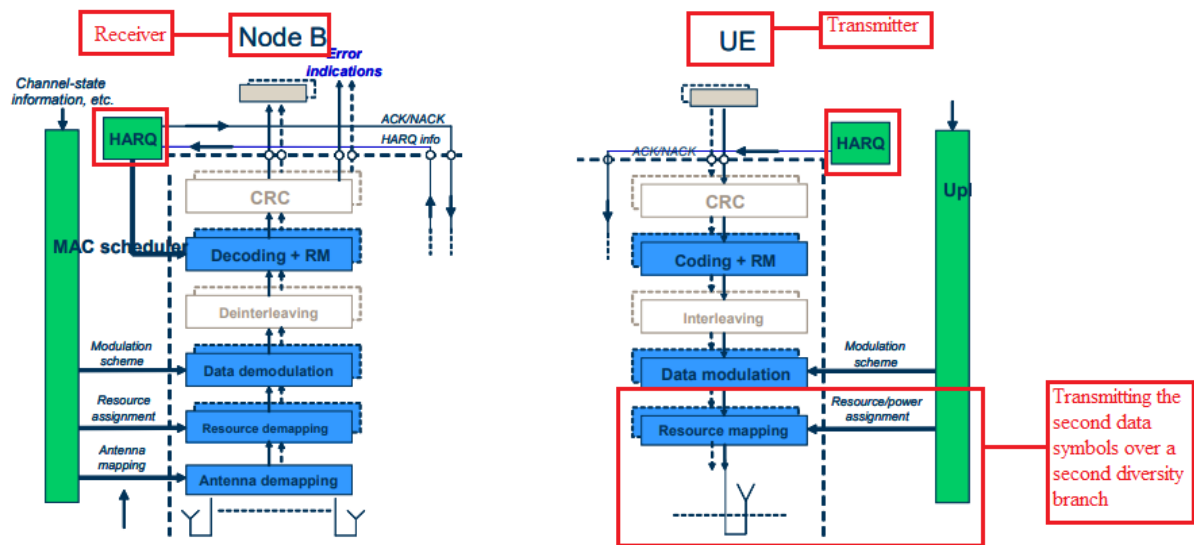 Receiver
Node B
UE
Transmitter
Error
indications
Channel-state
information, etc.
HARQ
ACK/NACK
HARQ info
CRC
MAC scheduler
Decoding + RM
Deinterleaving
Modulation
scheme
Data demodulation
Resource
assignment
Resource demapping
Antenna
mapping
Antenna demapping
ACK/NACK
HARQ
CRC
Upl
Coding + RM
Interleaving
Data modulation
Modulation
scheme
Resource/power
assignment
Resource mapping
Transmitting the
second data
symbols over a
second diversity
branch